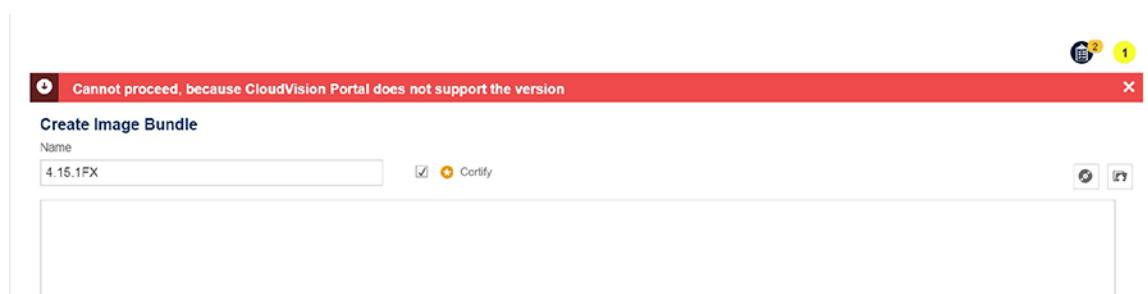 2
1
Cannot proceed, because CloudVision Portal does not support the version
Create Image Bundle
Name
4.15.1FX
Certify